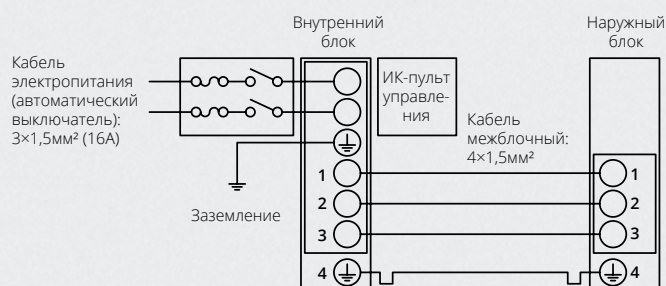 Внутренний
блок
Наружный
блок
Кабель
электропитания
(автоматический
выключатель):
3×1,5мм² (16А)
ИК-пульт
управле-
ния
Кабель
межблочный:
4×1,5мм²
Заземление
1
2
3
4
1
2
3
4